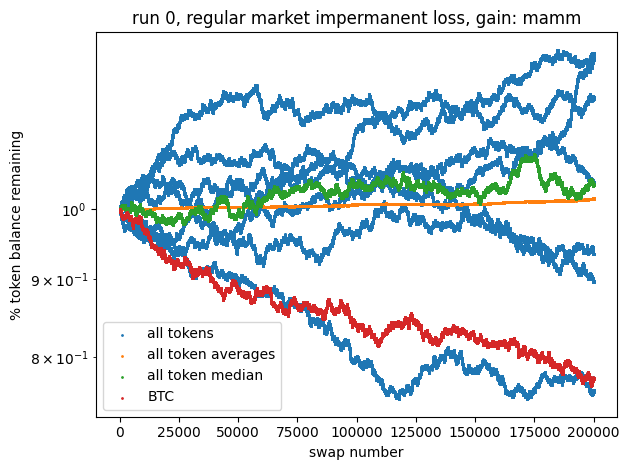 run 0, regular market impermanent loss, gain: mamm
% token balance remaining
10⁰
9 × 10⁻¹
8 × 10⁻¹
all tokens
all token averages
all token median
BTC
0 25000 50000 75000 100000 125000 150000 175000 200000
swap number